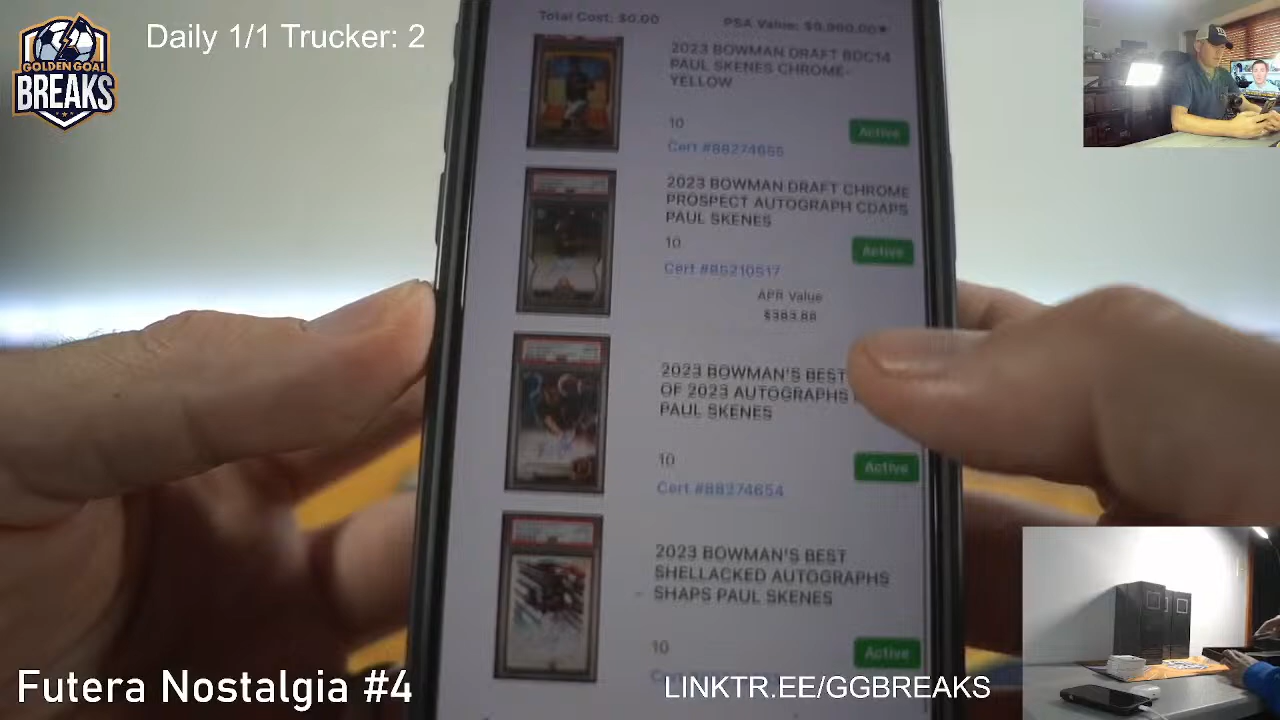 GOLDEN GOAL
BREAKS
Daily 1/1 Trucker: 2
Total Cost: $0.00
PSA Value:
2023 BOWMAN DRAFT BDC14
PAUL SKENES CHROME-
YELLOW
10
Active
Cert #88274655
2023 BOWMAN DRAFT CHROME
PROSPECT AUTOGRAPH CDAPS
PAUL SKENES
10
Active
Cert #85210517
APR Value
$383.88
2023 BOWMAN'S BEST
OF 2023 AUTOGRAPHS
PAUL SKENES
10
Active
Cert #88274654
2023 BOWMAN'S BEST
SHELLACKED AUTOGRAPHS
SHAPS PAUL SKENES
10
Active
Futera Nostalgia #4
LINKTR.EE/GGBREAKS